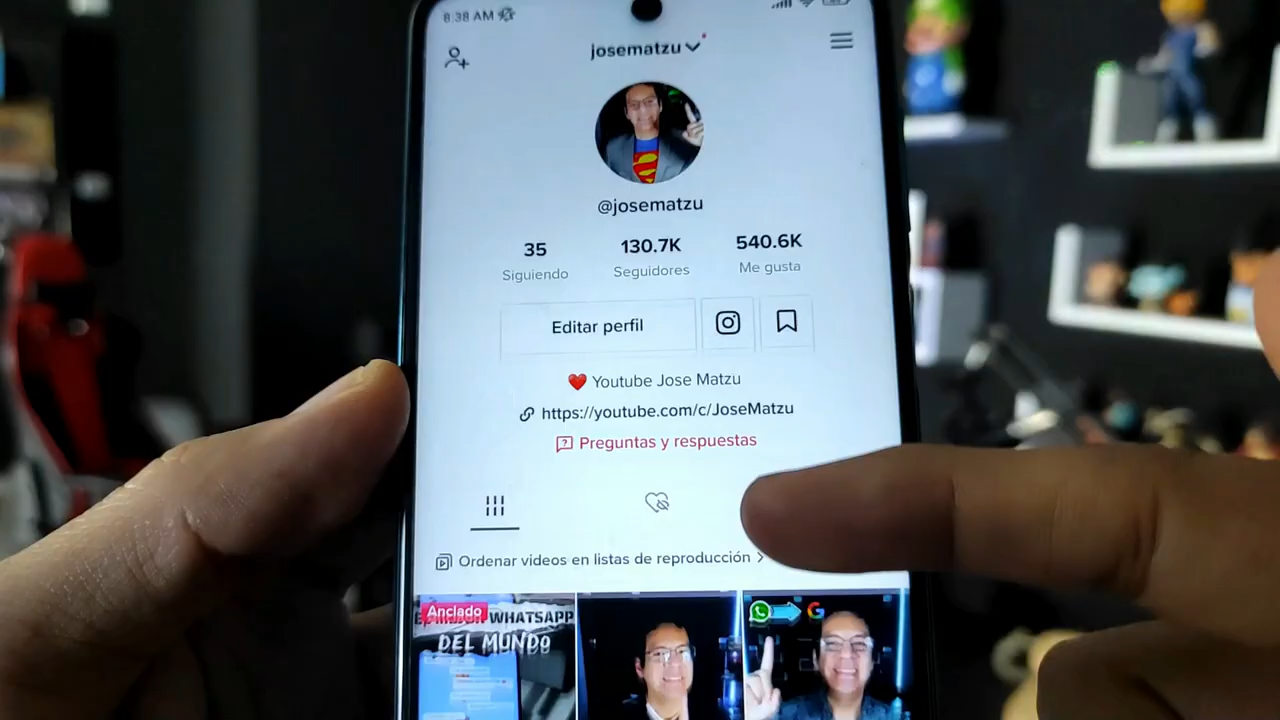 8:38 AM
josematzu
@josematzu
35
Siguiendo
130.7K
Seguidores
540.6K
Me gusta
Editar perfil
❤️ Youtube Jose Matzu
https://youtube.com/c/JoseMatzu
Preguntas y respuestas
Ordenar videos en listas de reproducción
Anclado
WHATSAPP
DEL MUNDO